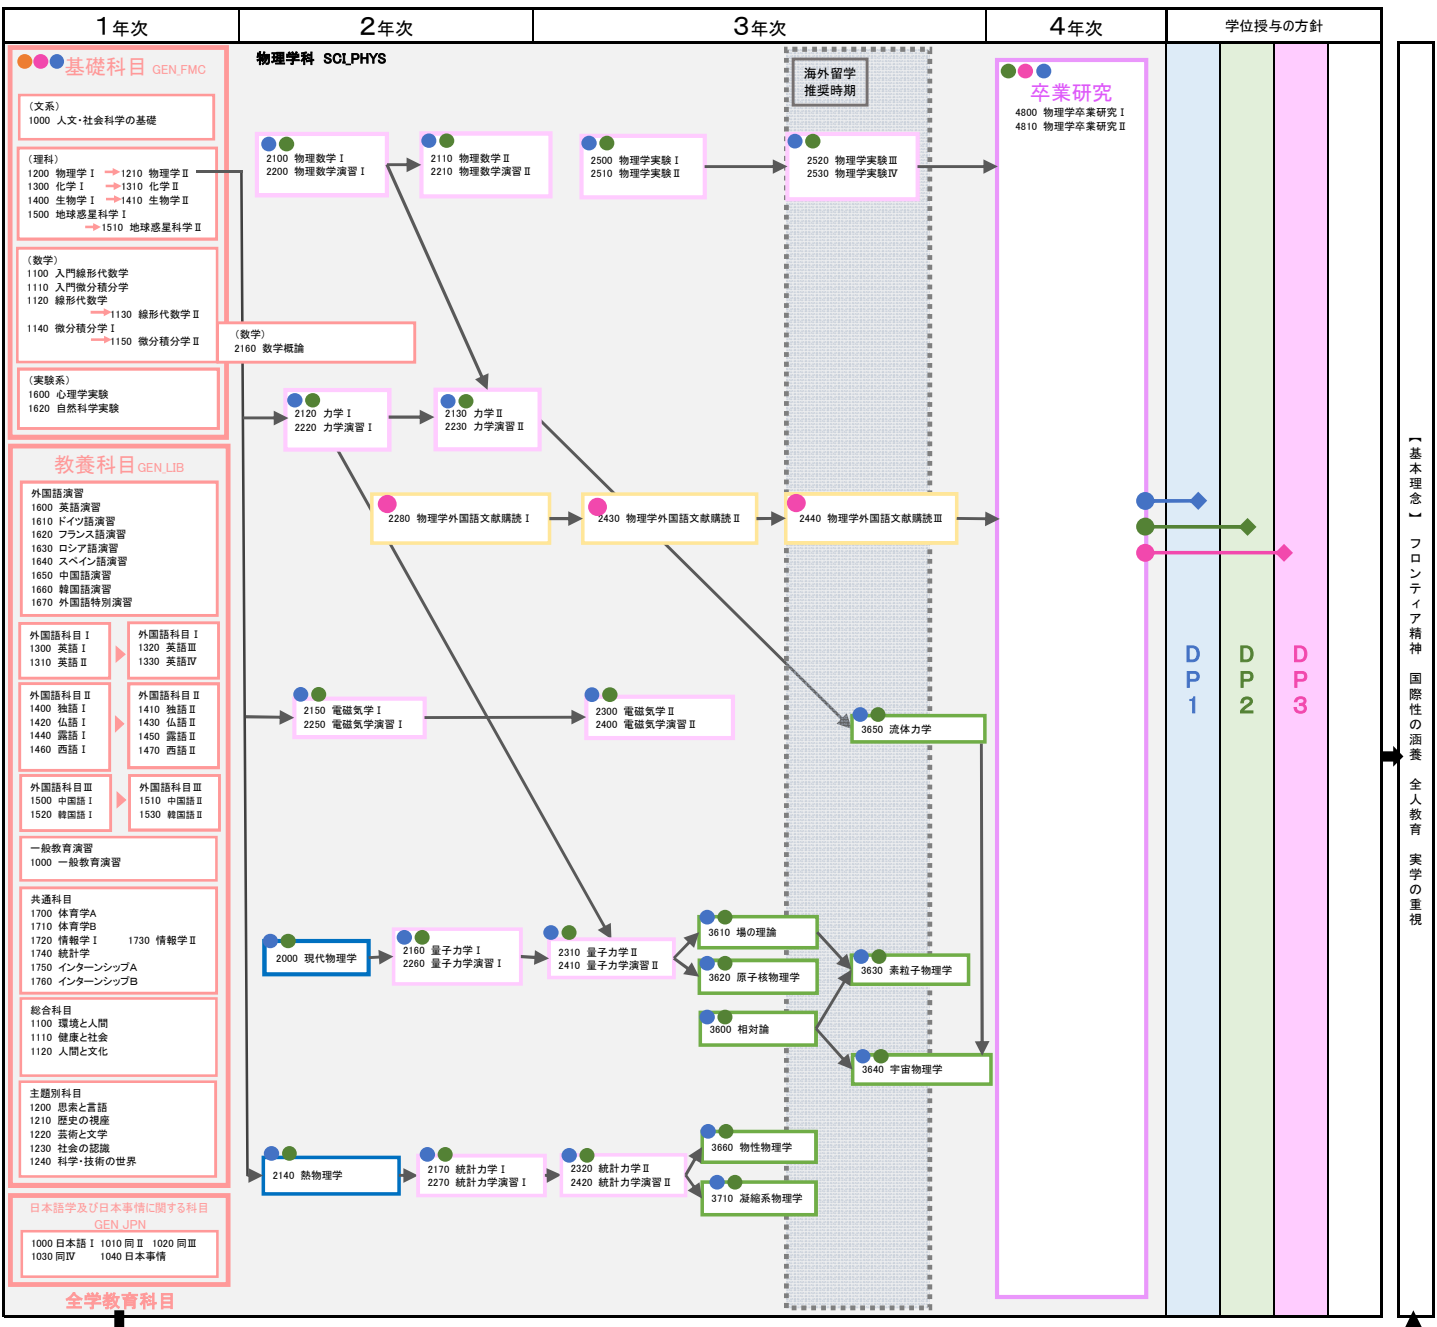 1年次
2年次
3年次
4年次
学位授与の方針
基礎科目 GEN_FMC
（文系）
1000 人文・社会科学の基礎
（理科）
1200 物理学Ⅰ 1210 物理学Ⅱ
1300 化学Ⅰ 1310 化学Ⅱ
1400 生物学Ⅰ 1410 生物学Ⅱ
1500 地球惑星科学Ⅰ
1510 地球惑星科学Ⅱ
（数学）
1100 入門線形代数学
1110 入門微分積分学
1120 線形代数学
1130 線形代数学Ⅱ
1140 微分積分学Ⅰ
1150 微分積分学Ⅱ
（数学）
2160 数学概論
（実験系）
1600 心理学実験
1620 自然科学実験
教養科目 GEN_LIB
外国語演習
1600 英語演習
1610 ドイツ語演習
1620 フランス語演習
1630 ロシア語演習
1640 スペイン語演習
1650 中国語演習
1660 韓国語演習
1670 外国語特別演習
外国語科目Ⅰ
1300 英語Ⅰ
1310 英語Ⅱ
外国語科目Ⅰ
1320 英語Ⅲ
1330 英語Ⅳ
外国語科目Ⅱ
1400 独語Ⅰ
1420 仏語Ⅰ
1440 露語Ⅰ
1460 西語Ⅰ
外国語科目Ⅱ
1410 独語Ⅱ
1430 仏語Ⅱ
1450 露語Ⅱ
1470 西語Ⅱ
外国語科目Ⅲ
1500 中国語Ⅰ
1520 韓国語Ⅰ
外国語科目Ⅲ
1510 中国語Ⅱ
1530 韓国語Ⅱ
一般教育演習
1000 一般教育演習
共通科目
1700 体育学A
1710 体育学B
1720 情報学Ⅰ 1730 情報学Ⅱ
1740 統計学
1750 インターンシップA
1760 インターンシップB
総合科目
1100 環境と人間
1110 健康と社会
1120 人間と文化
主題別科目
1200 思索と言語
1210 歴史の視座
1220 芸術と文学
1230 社会の認識
1240 科学・技術の世界
日本語学及び日本事情に関する科目
GEN_JPN
1000 日本語Ⅰ 1010 同Ⅱ 1020 同Ⅲ
1030 同Ⅳ 1040 日本事情
全学教育科目
物理学科 SCI_PHYS
海外留学
推奨時期
2100 物理数学Ⅰ
2200 物理数学演習Ⅰ
2110 物理数学Ⅱ
2210 物理数学演習Ⅱ
2500 物理学実験Ⅰ
2510 物理学実験Ⅱ
2520 物理学実験Ⅲ
2530 物理学実験Ⅳ
2120 力学Ⅰ
2220 力学演習Ⅰ
2130 力学Ⅱ
2230 力学演習Ⅱ
2280 物理学外国語文献購読Ⅰ
2430 物理学外国語文献購読Ⅱ
2440 物理学外国語文献購読Ⅲ
2150 電磁気学Ⅰ
2250 電磁気学演習Ⅰ
2300 電磁気学Ⅱ
2400 電磁気学演習Ⅱ
3650 流体力学
2000 現代物理学
2160 量子力学Ⅰ
2260 量子力学演習Ⅰ
2310 量子力学Ⅱ
2410 量子力学演習Ⅱ
3610 場の理論
3620 原子核物理学
3600 相対論
3630 素粒子物理学
3640 宇宙物理学
2140 熱物理学
2170 統計力学Ⅰ
2270 統計力学演習Ⅰ
2320 統計力学Ⅱ
2420 統計力学演習Ⅱ
3660 物性物理学
3710 凝縮系物理学
卒業研究
4800 物理学卒業研究Ⅰ
4810 物理学卒業研究Ⅱ
DP1
DP2
DP3
【基本理念】 フロンティア精神 国際性の涵養 全人教育 実学の重視